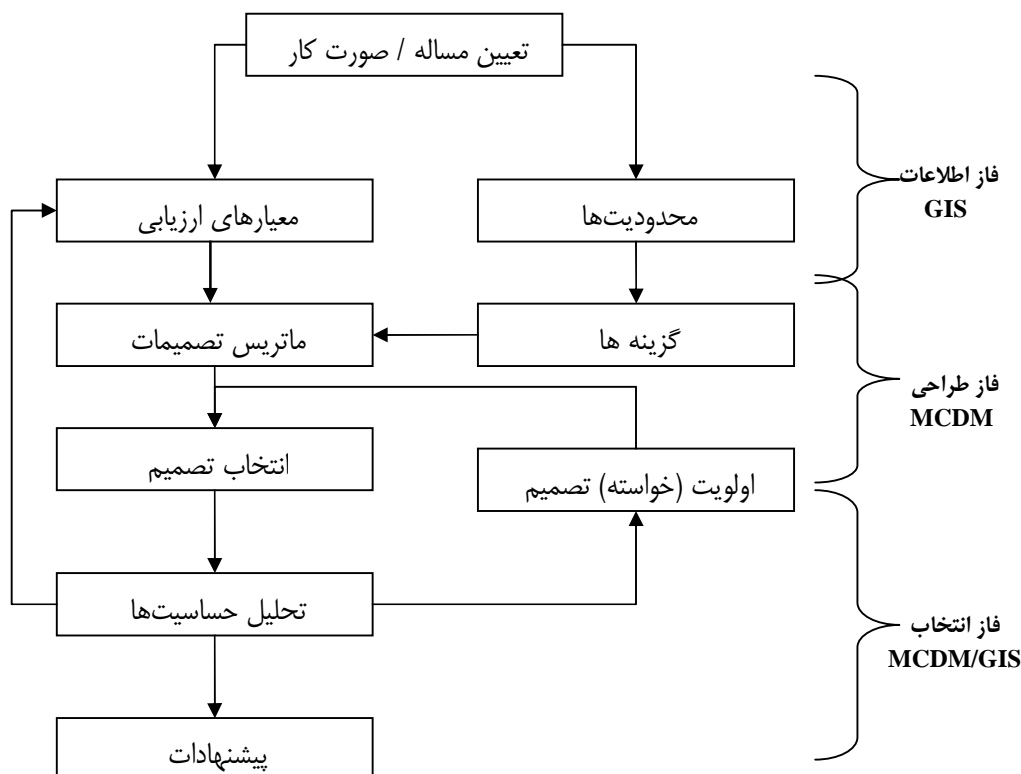 تعیین مساله / صورت کار
معیارهای ارزیابی
محدودیت‌ها
فاز اطلاعات
GIS
ماتریس تصمیمات
گزینه ها
فاز طراحی
MCDM
انتخاب تصمیم
اولویت (خواسته) تصمیم
تحلیل حساسیت‌ها
فاز انتخاب
MCDM/GIS
پیشنهادات